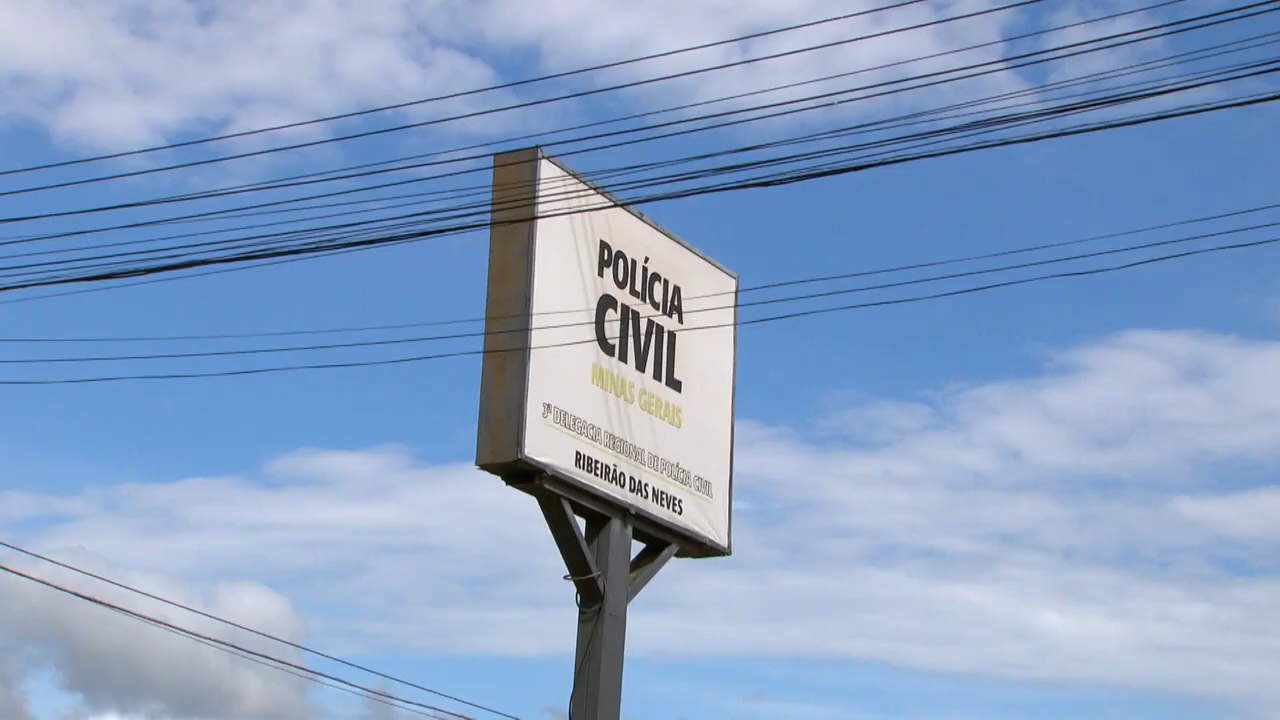 POLÍCIA
CIVIL
MINAS GERAIS
3ª DELEGACIA REGIONAL DE POLÍCIA CIVIL
RIBEIRÃO DAS NEVES